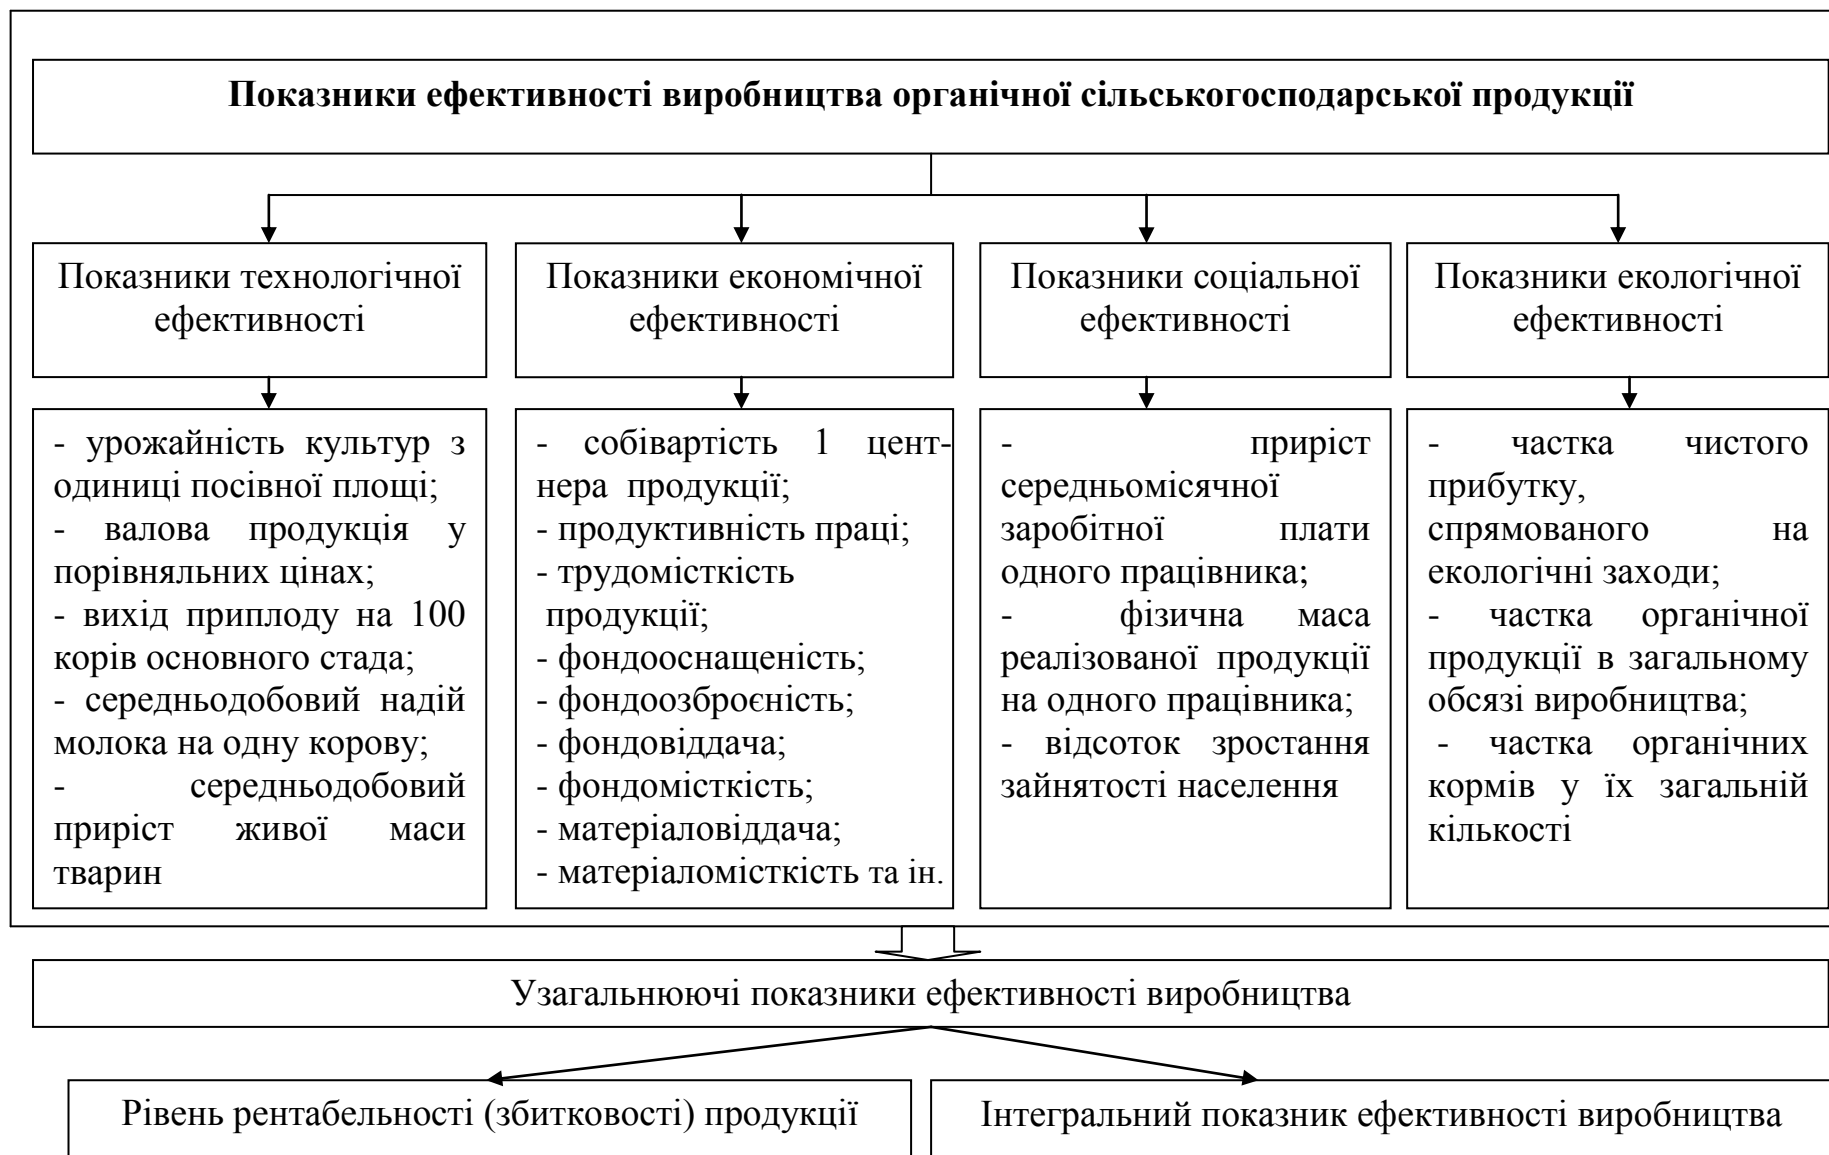 Показники ефективності виробництва органічної сільськогосподарської продукції
Показники технологічної
ефективності
Показники економічної
ефективності
Показники соціальної
ефективності
Показники екологічної
ефективності
- урожайність культур з
одиниці посівної площі;
- валова продукція у
порівняльних цінах;
- вихід приплоду на 100
корів основного стада;
- середньодобовий надій
молока на одну корову;
- середньодобовий
приріст живої маси
тварин
- собівартість 1 цент-
нера продукції;
- продуктивність праці;
- трудомісткість
продукції;
- фондооснащеність;
- фондоозброєність;
- фондовіддача;
- фондомісткість;
- матеріаловіддача;
- матеріаломісткість та ін.
- приріст
середньомісячної
заробітної плати
одного працівника;
- фізична маса
реалізованої продукції
на одного працівника;
- відсоток зростання
зайнятості населення
- частка чистого
прибутку,
спрямованого на
екологічні заходи;
- частка органічної
продукції в загальному
обсязі виробництва;
- частка органічних
кормів у їх загальній
кількості
Узагальнюючі показники ефективності виробництва
Рівень рентабельності (збитковості) продукції
Інтегральний показник ефективності виробництва